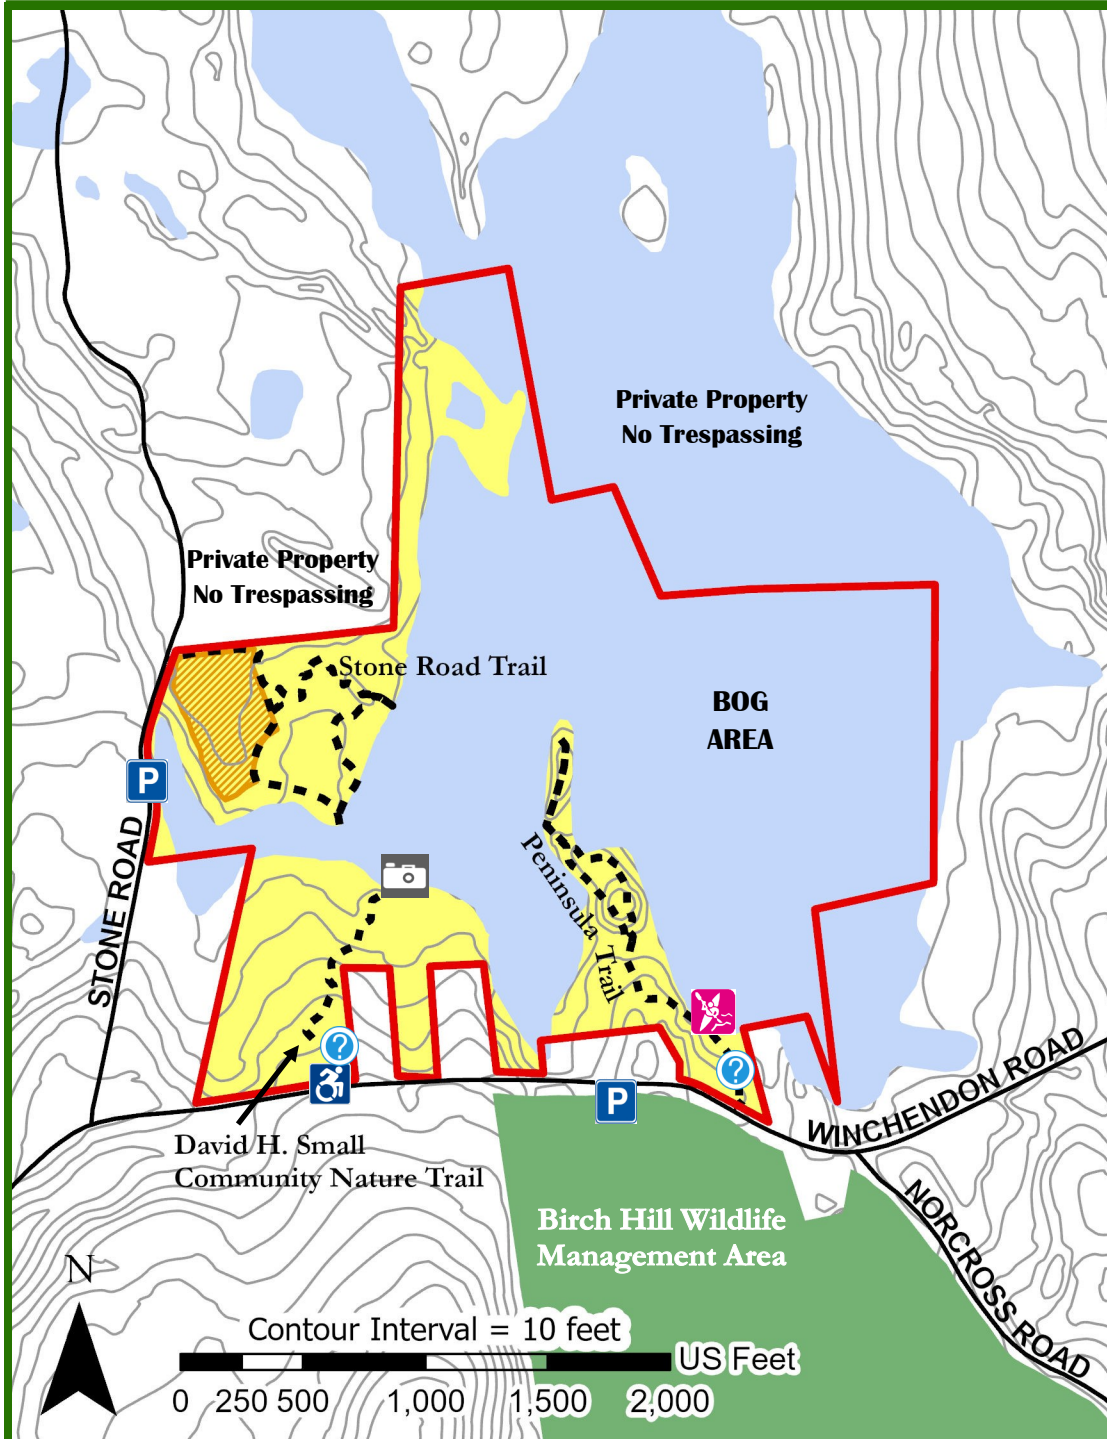 Private Property
No Trespassing
Private Property
No Trespassing
Stone Road Trail
BOG
AREA
P
STONE ROAD
Peninsula Trail
?
?
P
WINCHENDON ROAD
David H. Small
Community Nature Trail
NORCROSS ROAD
Birch Hill Wildlife
Management Area
N
Contour Interval = 10 feet
US Feet
0 250 500 1,000 1,500 2,000